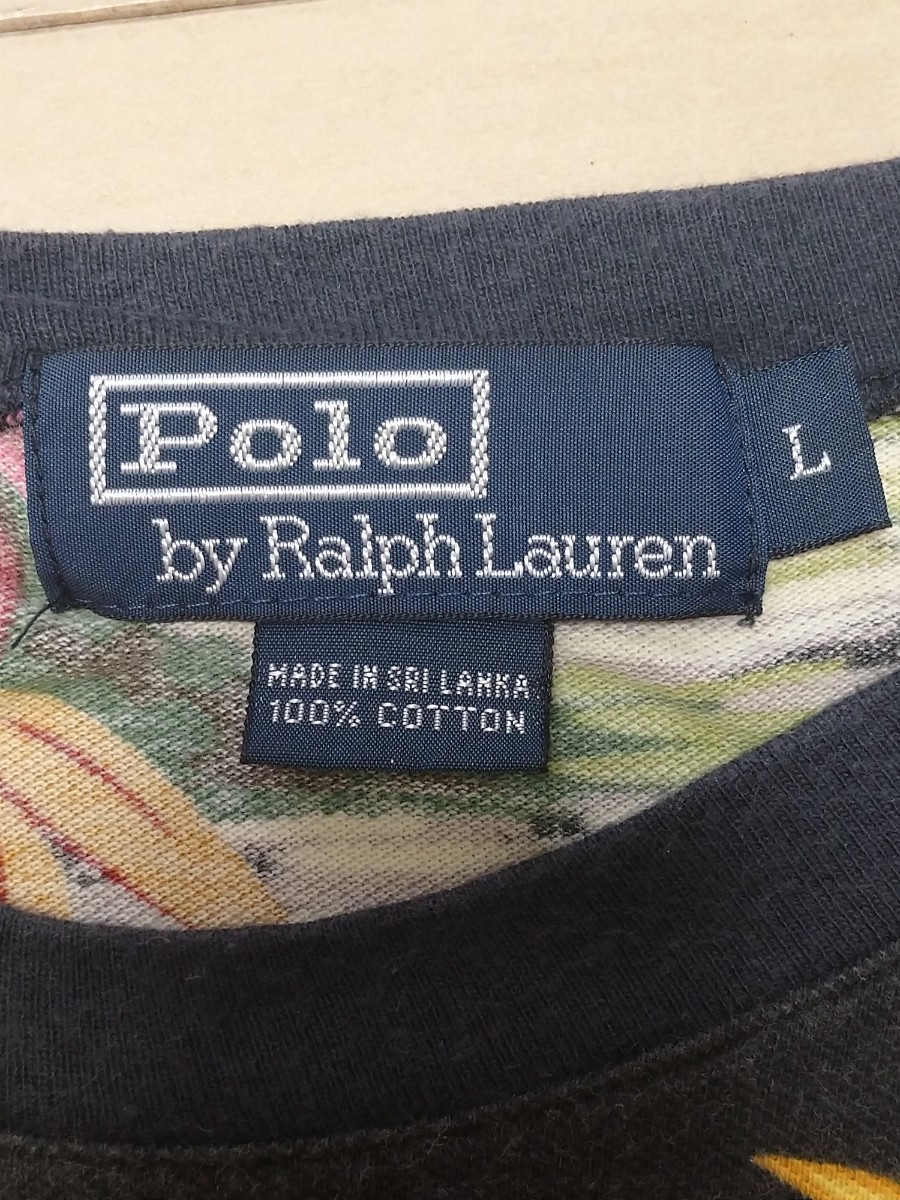 Polo
by Ralph Lauren
L
MADE IN SRI LANKA
100% COTTON